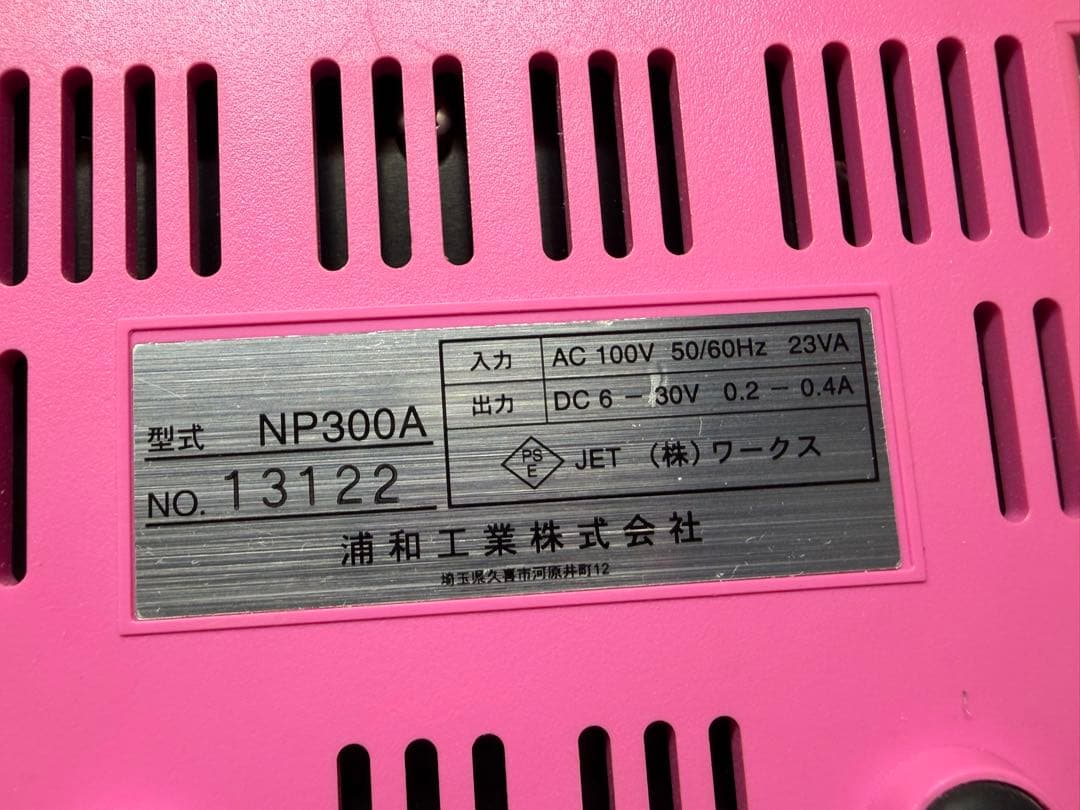 型式 NP300A
NO. 13122
入力 AC 100V 50/60Hz 23VA
出力 DC 6 − 30V 0.2 − 0.4A
PS
E
JET (株)ワークス
浦和工業株式会社
埼玉県久喜市河原井町12